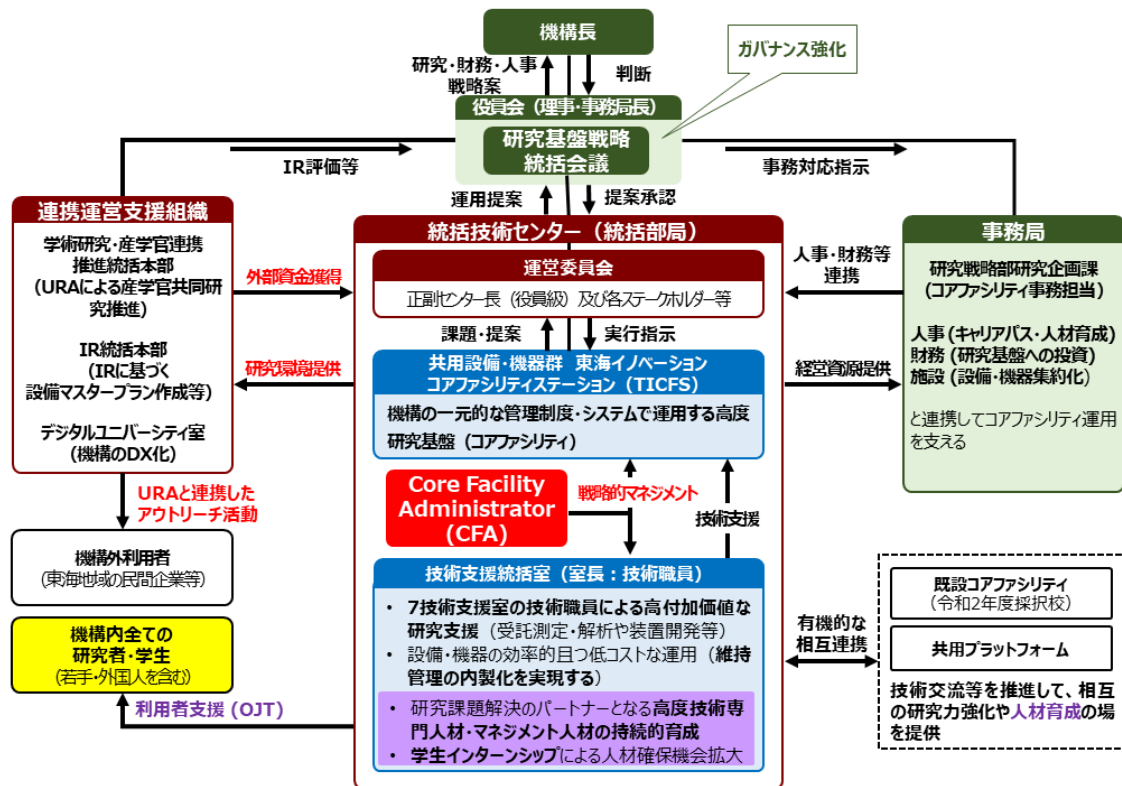 機構長
ガバナンス強化
研究・財務・人事
戦略案
判断
役員会（理事・事務局長）
研究基盤戦略
統括会議
IR評価等
事務対応指示
運用提案
提案承認
連携運営支援組織
学術研究・産学官連携
推進統括本部
(URAによる産学官共同研
究推進)
IR統括本部
(IRに基づく
設備マスタープラン作成等)
デジタルユニバーシティ室
(機構のDX化)
外部資金獲得
研究環境提供
統括技術センター（統括部局）
運営委員会
正副センター長（役員級）及び各ステークホルダー等
課題・提案
実行指示
共用設備・機器群 東海イノベーション
コアファシリティステーション（TICFS）
機構の一元的な管理制度・システムで運用する高度
研究基盤（コアファシリティ）
Core Facility
Administrator
(CFA)
戦略的マネジメント
技術支援
技術支援統括室（室長：技術職員）
• 7技術支援室の技術職員による高付加価値な
研究支援（受託測定・解析や装置開発等）
• 設備・機器の効率的且つ低コストな運用（維持
管理の内製化を実現する）
• 研究課題解決のパートナーとなる高度技術専
門人材・マネジメント人材の持続的育成
• 学生インターンシップによる人材確保機会拡大
人事・財務等
連携
経営資源提供
事務局
研究戦略部研究企画課
(コアファシリティ事務担当)
人事 (キャリアパス・人材育成)
財務 (研究基盤への投資)
施設 (設備・機器集約化)
と連携してコアファシリティ運用
を支える
URAと連携した
アウトリーチ活動
機構外利用者
(東海地域の民間企業等)
機構内全ての
研究者・学生
(若手・外国人を含む)
利用者支援 (OJT)
有機的な
相互連携
既設コアファシリティ
(令和2年度採択校)
共用プラットフォーム
技術交流等を推進して、相互
の研究力強化や人材育成の場
を提供